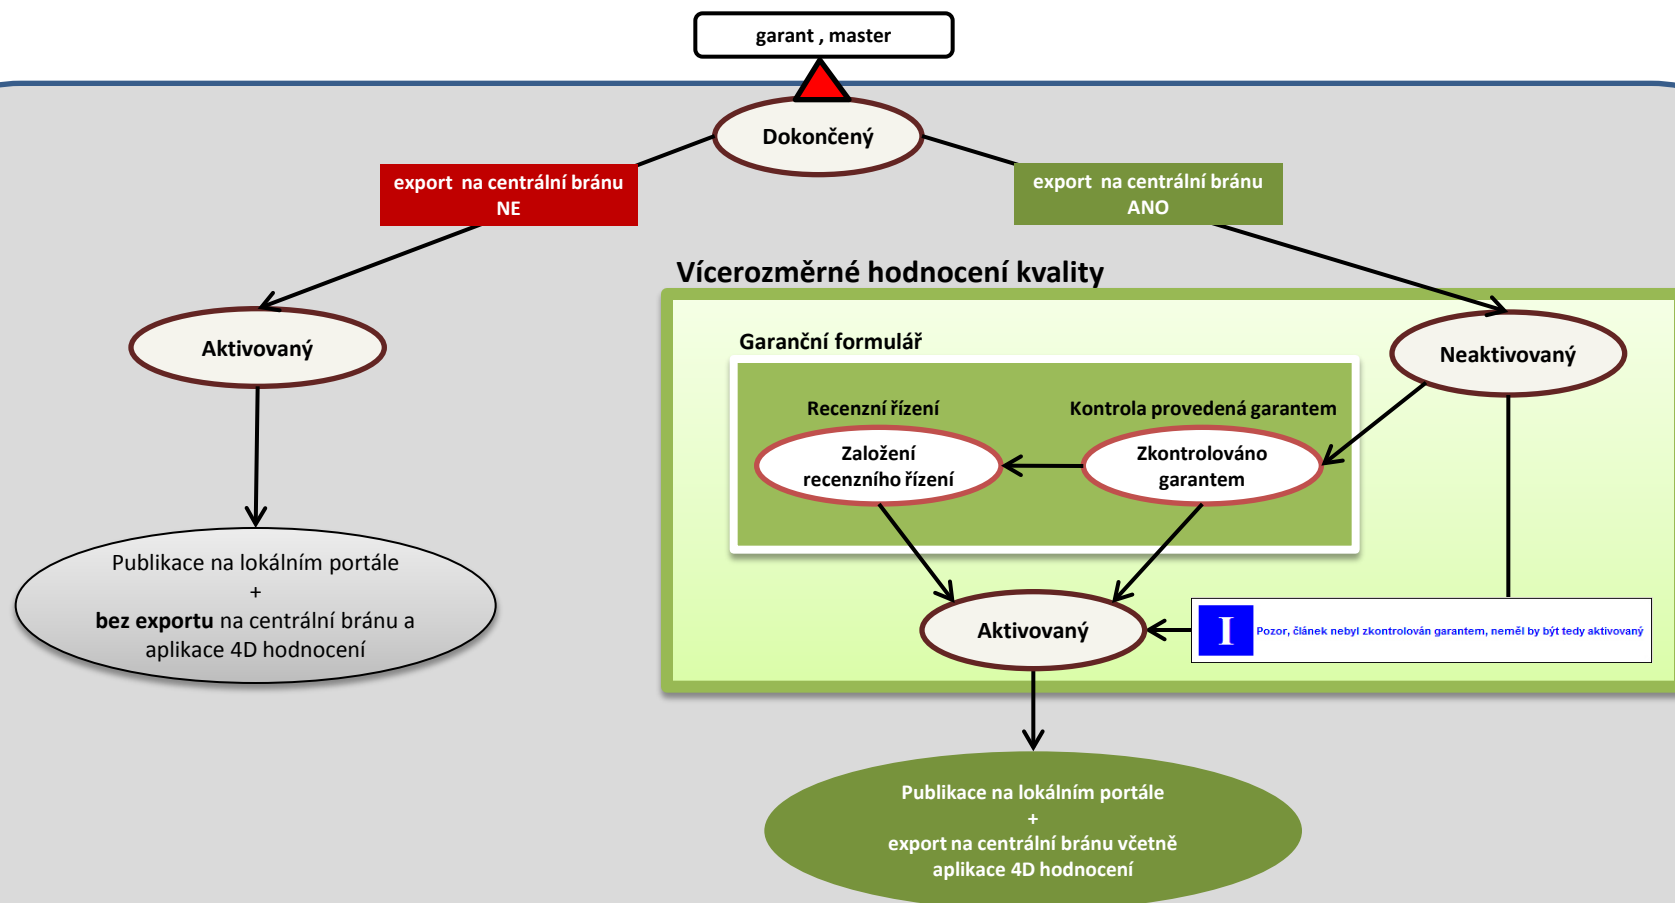 garant , master
Dokončený
export na centrální bránu
NE
export na centrální bránu
ANO
Vícerozměrné hodnocení kvality
Aktivovaný
Garanční formulář
Neaktivovaný
Recenzní řízení
Kontrola provedená garantem
Založení
recenzního řízení
Zkontrolováno
garantem
Publikace na lokálním portále
+
bez exportu na centrální bránu a
aplikace 4D hodnocení
Aktivovaný
I
Pozor, článek nebyl zkontrolován garantem, neměl by být tedy aktivovaný
Publikace na lokálním portále
+
export na centrální bránu včetně
aplikace 4D hodnocení